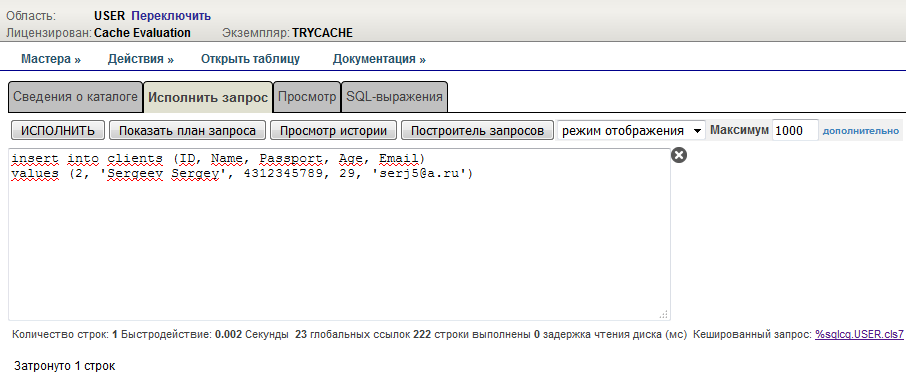 Область: USER Переключить
Лицензирован: Cache Evaluation Экземпляр: TRYCACHE
Мастера » Действия » Открыть таблицу Документация »
Сведения о каталоге Исполнить запрос Просмотр SQL-выражения
ИСПОЛНИТЬ Показать план запроса Просмотр истории Построитель запросов режим отображения Максимум 1000 дополнительно
insert into clients (ID, Name, Passport, Age, Email)
values (2, 'Sergeev Sergey', 4312345789, 29, 'serj5@a.ru')
Количество строк: 1 Быстродействие: 0.002 Секунды 23 глобальных ссылок 222 строки выполнены 0 задержка чтения диска (мс) Кешированный запрос: %sqlcq.USER.cls7
Затронуто 1 строк